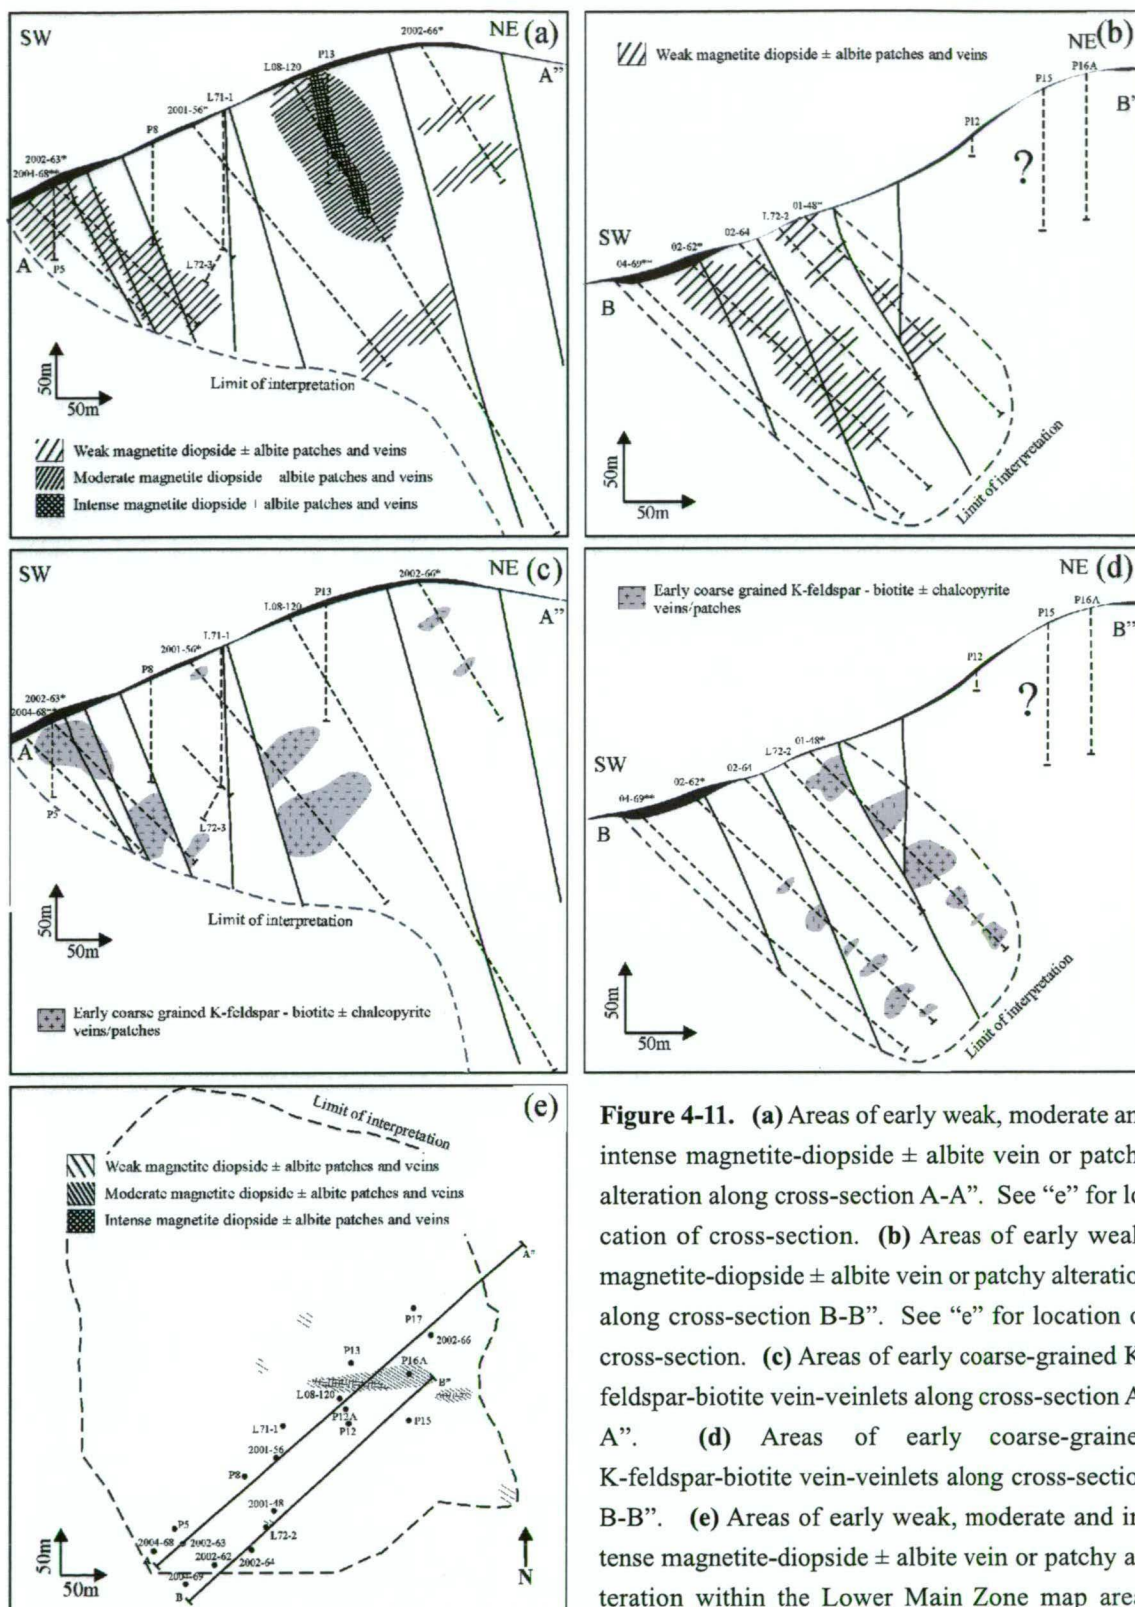 SW
NE (a)
2002-66*
P13
L08-120
A”
L71-1
2001-56*
P8
2002-63*
2004-68**
A
P5
L72-3
Limit of interpretation
50m
50m
Weak magnetite diopside ± albite patches and veins
Moderate magnetite diopside albite patches and veins
Intense magnetite diopside albite patches and veins
NE (b)
Weak magnetite diopside ± albite patches and veins
P16A
P15
B”
P12
?
01-48*
L72-2
SW
02-64
02-62*
04-69**
B
50m
50m
Limit of interpretation
SW
NE (c)
2002-66*
P13
L08-120
A”
L71-1
2001-56*
P8
2002-63*
2004-68**
A
P5
L72-3
Limit of interpretation
50m
50m
Early coarse grained K-feldspar - biotite ± chalcopyrite
veins/patches
NE (d)
Early coarse grained K-feldspar - biotite ± chalcopyrite
veins/patches
P16A
P15
B”
P12
?
01-48*
L72-2
SW
02-64
02-62*
04-69**
B
50m
50m
Limit of interpretation
(e)
Limit of interpretation
Weak magnetite diopside ± albite patches and veins
Moderate magnetite diopside ± albite patches and veins
Intense magnetite diopside ± albite patches and veins
A”
P17
2002-66
P13
P16A
B”
L08-120
P12A
P12
P15
L71-1
2001-56
P8
2001-48
L72-2
P5
2004-68
2002-63
2002-62
2002-64
A
2004-69
B
50m
50m
N
Figure 4-11. (a) Areas of early weak, moderate an
intense magnetite-diopside ± albite vein or patch
alteration along cross-section A-A”. See “e” for lo
cation of cross-section. (b) Areas of early weak
magnetite-diopside ± albite vein or patchy alteratio
along cross-section B-B”. See “e” for location o
cross-section. (c) Areas of early coarse-grained K
feldspar-biotite vein-veinlets along cross-section A
A”. (d) Areas of early coarse-graine
K-feldspar-biotite vein-veinlets along cross-sectio
B-B”. (e) Areas of early weak, moderate and in
tense magnetite-diopside ± albite vein or patchy a
teration within the Lower Main Zone map area